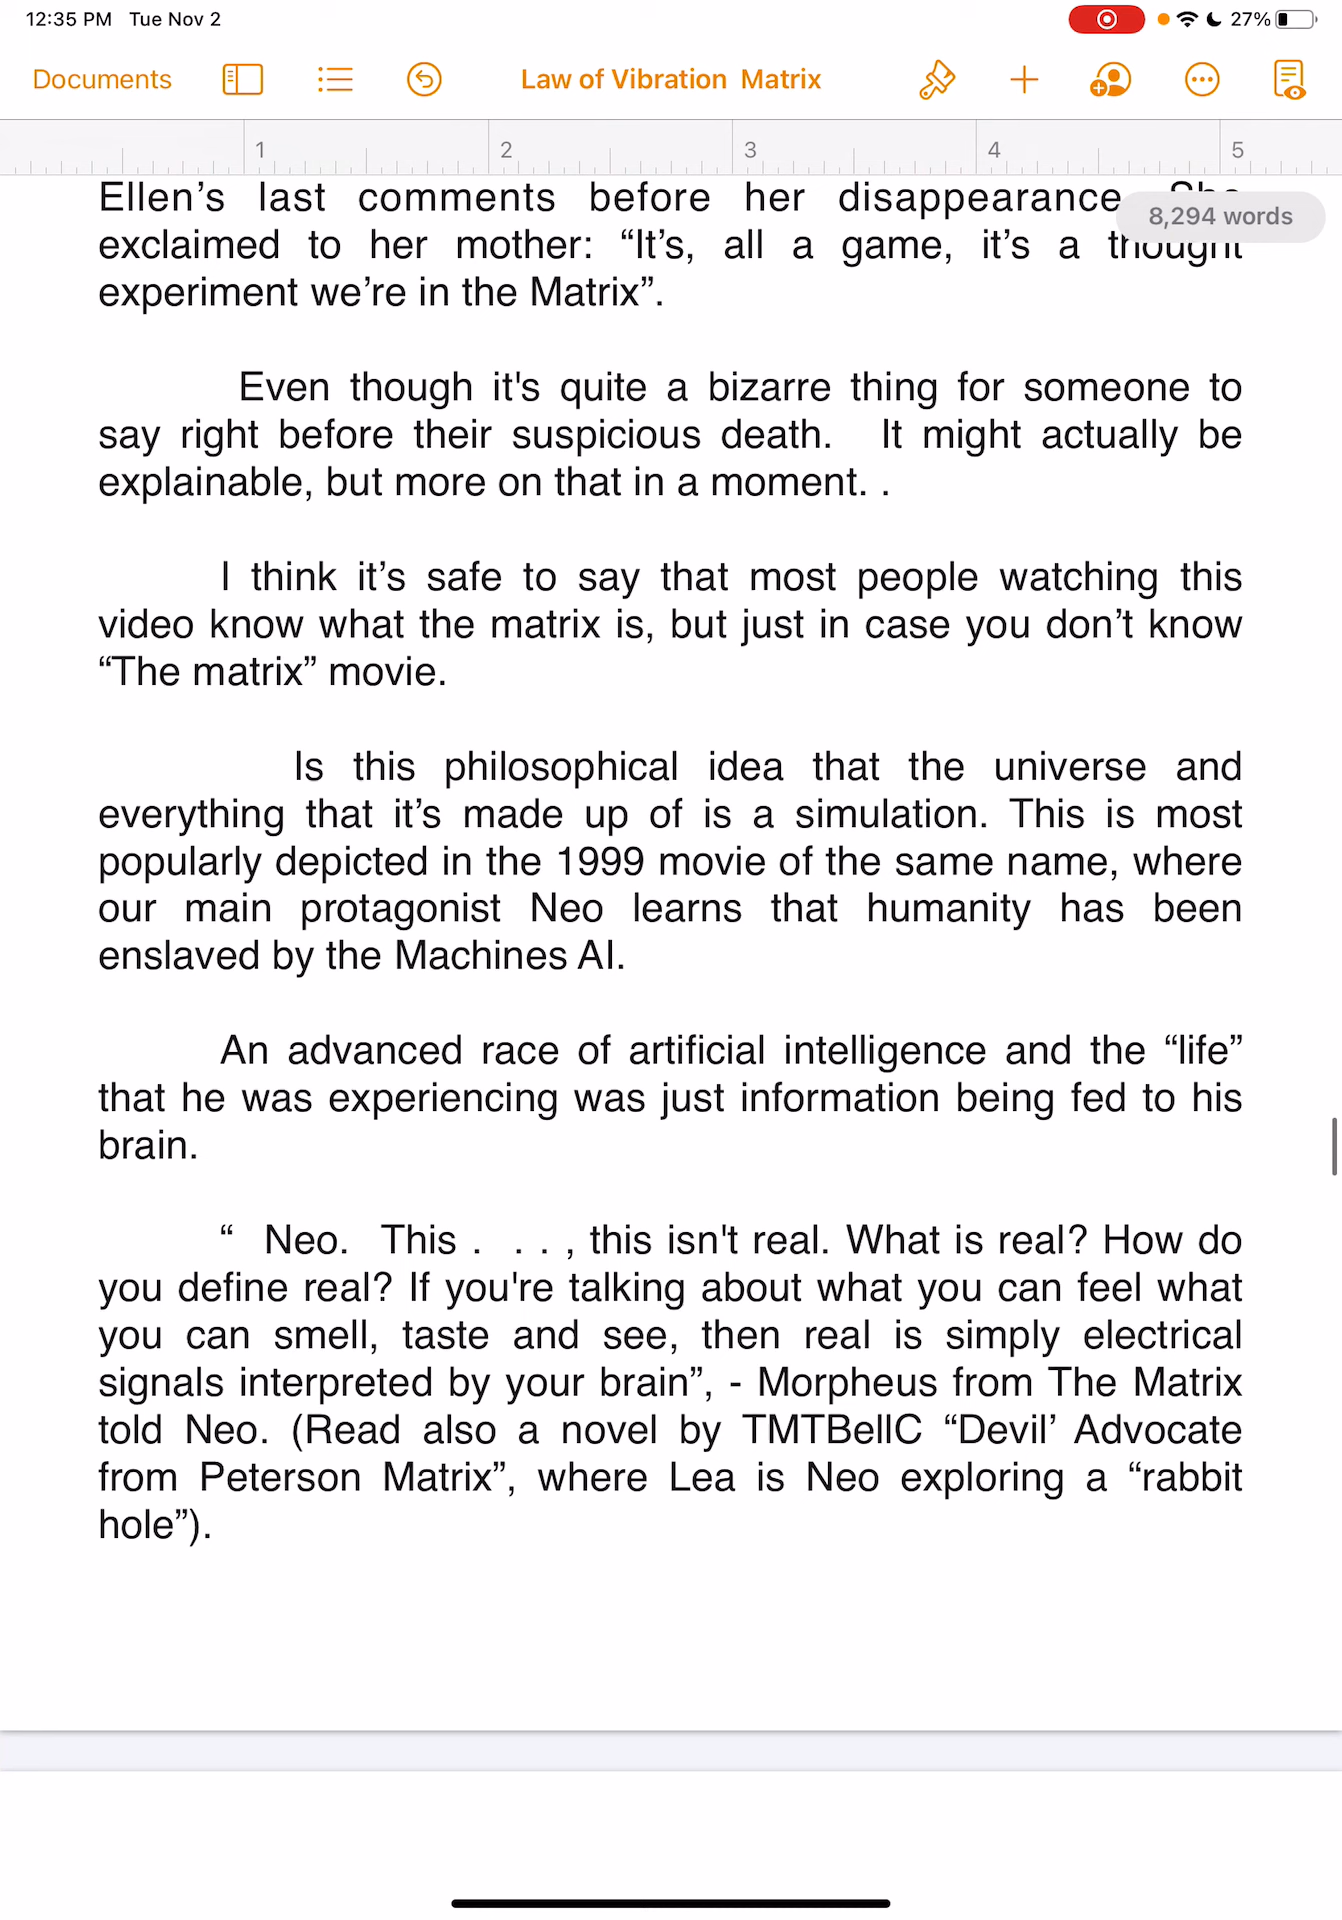 12:35 PM Tue Nov 2
27%
Documents
Law of Vibration Matrix
1 2 3 4 5
Ellen’s last comments before her disappearance
8,294 words
exclaimed to her mother: “It’s, all a game, it’s a thought
experiment we’re in the Matrix”.
Even though it's quite a bizarre thing for someone to
say right before their suspicious death. It might actually be
explainable, but more on that in a moment. .
I think it’s safe to say that most people watching this
video know what the matrix is, but just in case you don’t know
“The matrix” movie.
Is this philosophical idea that the universe and
everything that it’s made up of is a simulation. This is most
popularly depicted in the 1999 movie of the same name, where
our main protagonist Neo learns that humanity has been
enslaved by the Machines AI.
An advanced race of artificial intelligence and the “life”
that he was experiencing was just information being fed to his
brain.
“ Neo. This . . . . , this isn't real. What is real? How do
you define real? If you're talking about what you can feel what
you can smell, taste and see, then real is simply electrical
signals interpreted by your brain”, - Morpheus from The Matrix
told Neo. (Read also a novel by TMTBellC “Devil’ Advocate
from Peterson Matrix”, where Lea is Neo exploring a “rabbit
hole”).